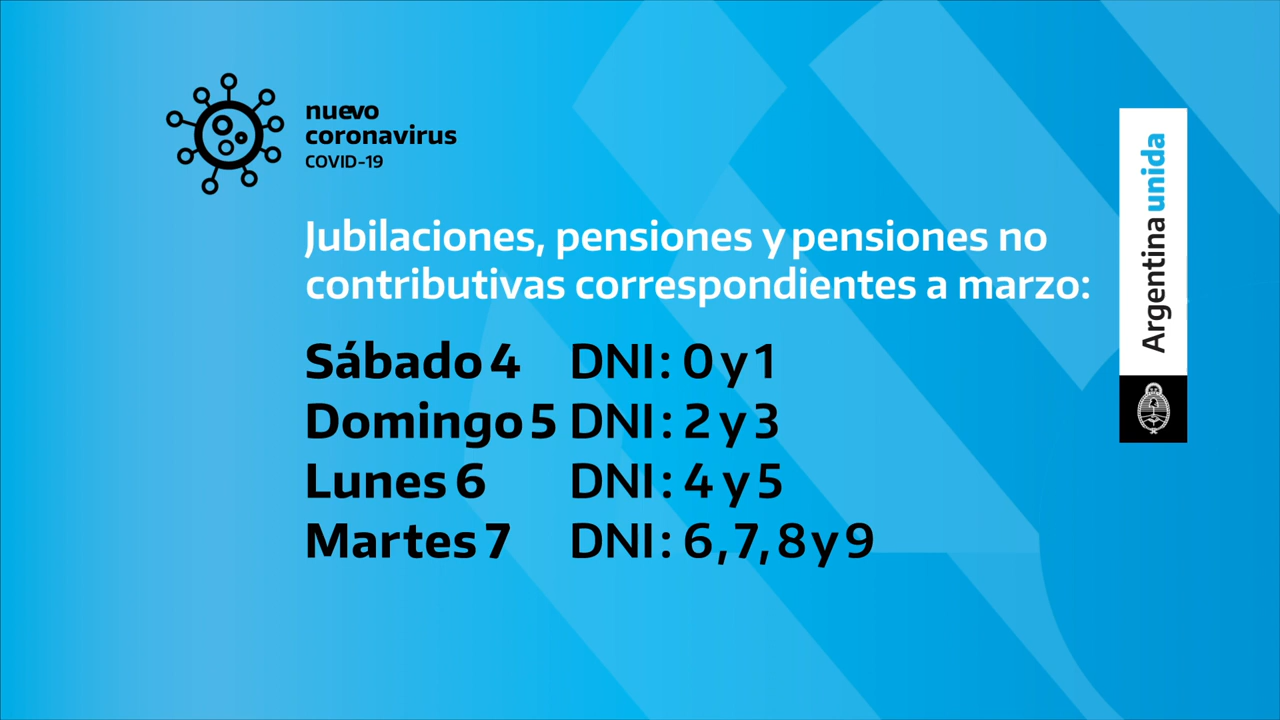 nuevo
coronavirus
COVID-19
Jubilaciones, pensiones y pensiones no
contributivas correspondientes a marzo:
Sábado 4 DNI: 0 y 1
Domingo 5 DNI: 2 y 3
Lunes 6 DNI: 4 y 5
Martes 7 DNI: 6, 7, 8 y 9
Argentina unida